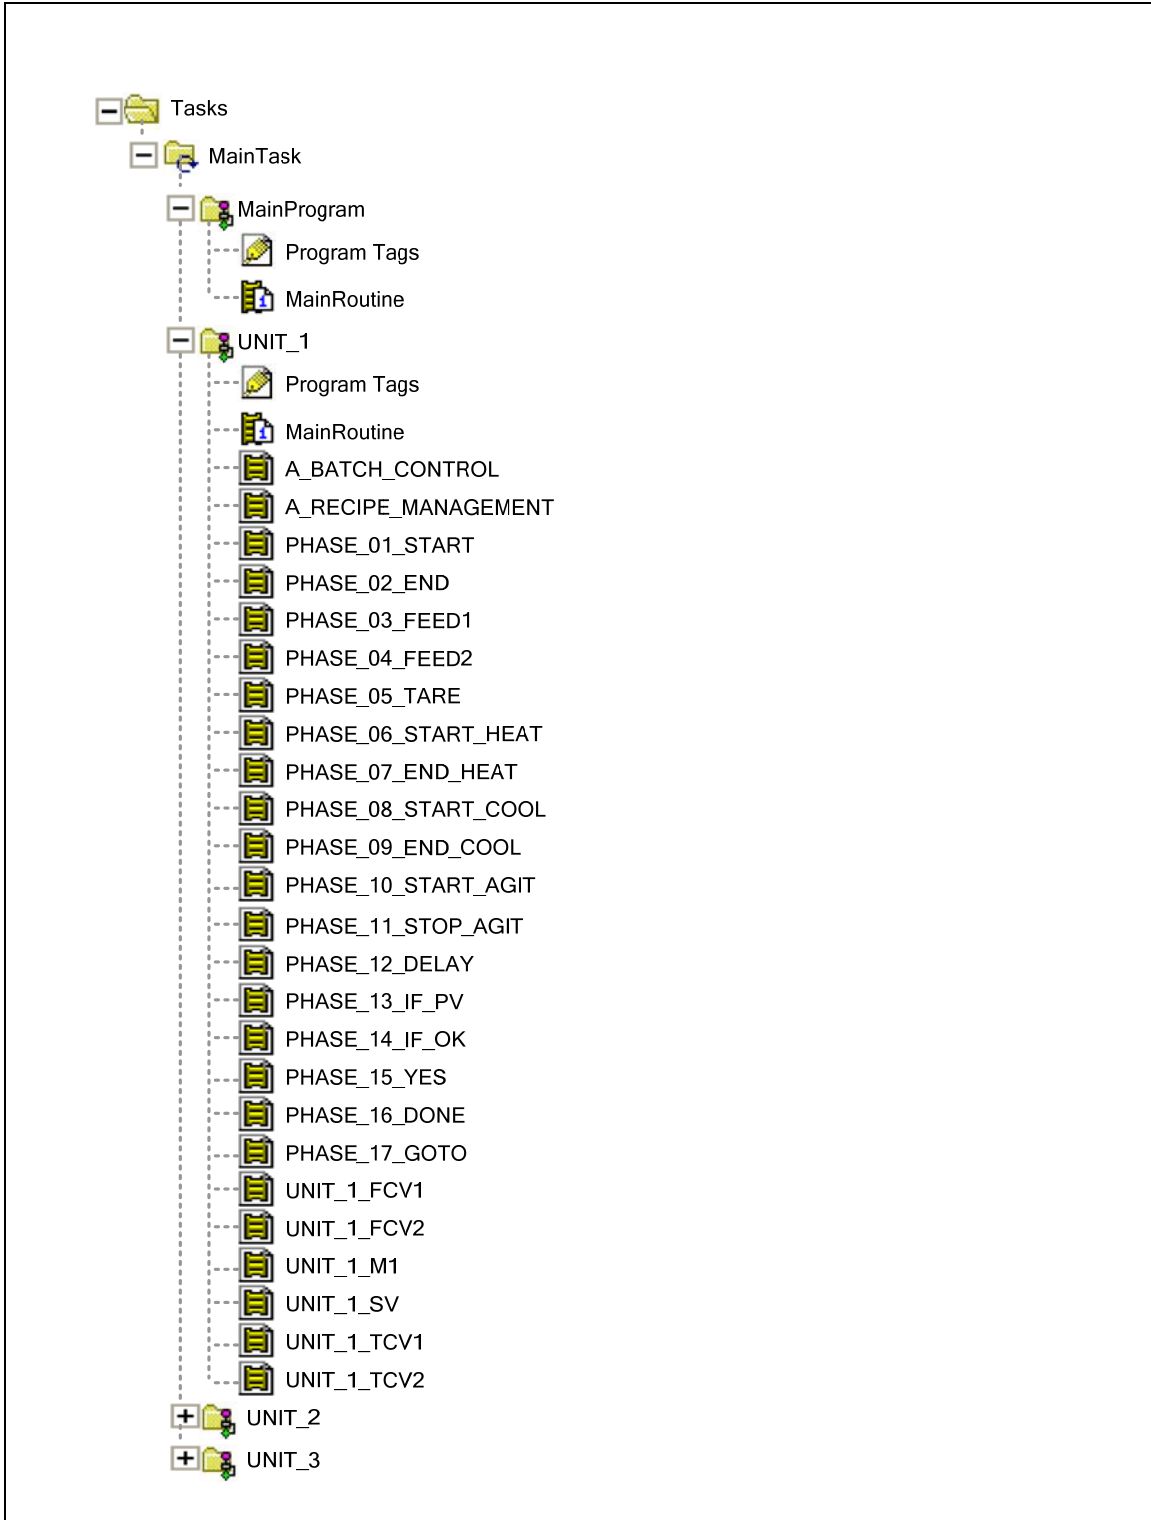 Tasks
MainTask
MainProgram
Program Tags
MainRoutine
UNIT_1
Program Tags
MainRoutine
A_BATCH_CONTROL
A_RECIPE_MANAGEMENT
PHASE_01_START
PHASE_02_END
PHASE_03_FEED1
PHASE_04_FEED2
PHASE_05_TARE
PHASE_06_START_HEAT
PHASE_07_END_HEAT
PHASE_08_START_COOL
PHASE_09_END_COOL
PHASE_10_START_AGIT
PHASE_11_STOP_AGIT
PHASE_12_DELAY
PHASE_13_IF_PV
PHASE_14_IF_OK
PHASE_15_YES
PHASE_16_DONE
PHASE_17_GOTO
UNIT_1_FCV1
UNIT_1_FCV2
UNIT_1_M1
UNIT_1_SV
UNIT_1_TCV1
UNIT_1_TCV2
UNIT_2
UNIT_3